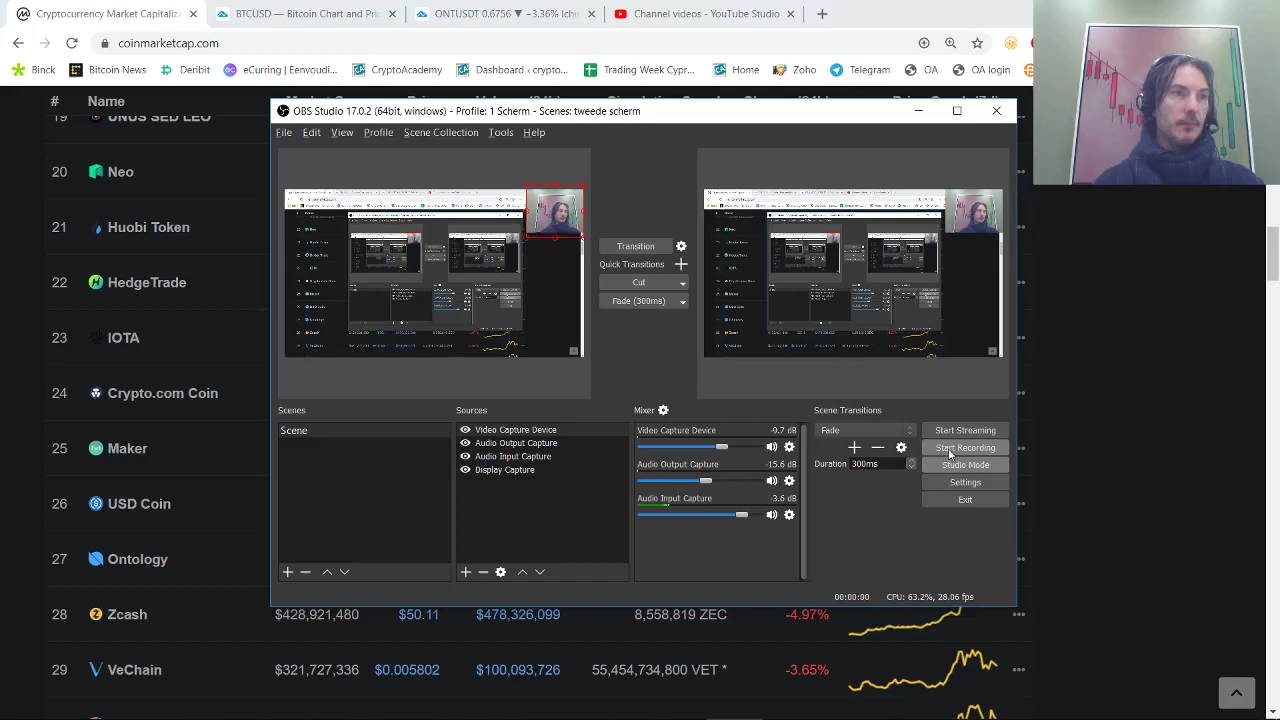 Cryptocurrency Market Capitaliz
BTCUSD — Bitcoin Chart and Pric
ONTUSDT 0.6756 ▼ −3.36% Ichin
Channel videos - YouTube Studio
coinmarketcap.com
Binck
Bitcoin News
Deribit
Curring | Eenvou...
CryptoAcademy
Dashboard ‹ crypto...
Trading Week Cypr...
Home
Zoho
Telegram
OA
OA login
# Name
19 UNUS SED LEO
20 Neo
21 Huobi Token
22 HedgeTrade
23 IOTA
24 Crypto.com Coin
25 Maker
26 USD Coin
27 Ontology
28 Zcash $428,921,480 $50.11 $478,326,099 8,558,819 ZEC -4.97%
29 VeChain $321,727,336 $0.005802 $100,093,726 55,454,734,800 VET * -3.65%
OBS Studio 17.0.2 (64bit, windows) - Profile: 1 Scherm - Scenes: tweede scherm
File Edit View Profile Scene Collection Tools Help
Transition
Quick Transitions
Cut
Fade (300ms)
Scenes
Scene
Sources
Video Capture Device
Audio Output Capture
Audio Input Capture
Display Capture
Mixer
Video Capture Device -9.7 dB
Audio Output Capture -15.6 dB
Audio Input Capture -3.6 dB
Scene Transitions
Fade
Duration 300ms
Start Streaming
Start Recording
Studio Mode
Settings
Exit
00:00:00 CPU: 63.2%, 28.06 fps